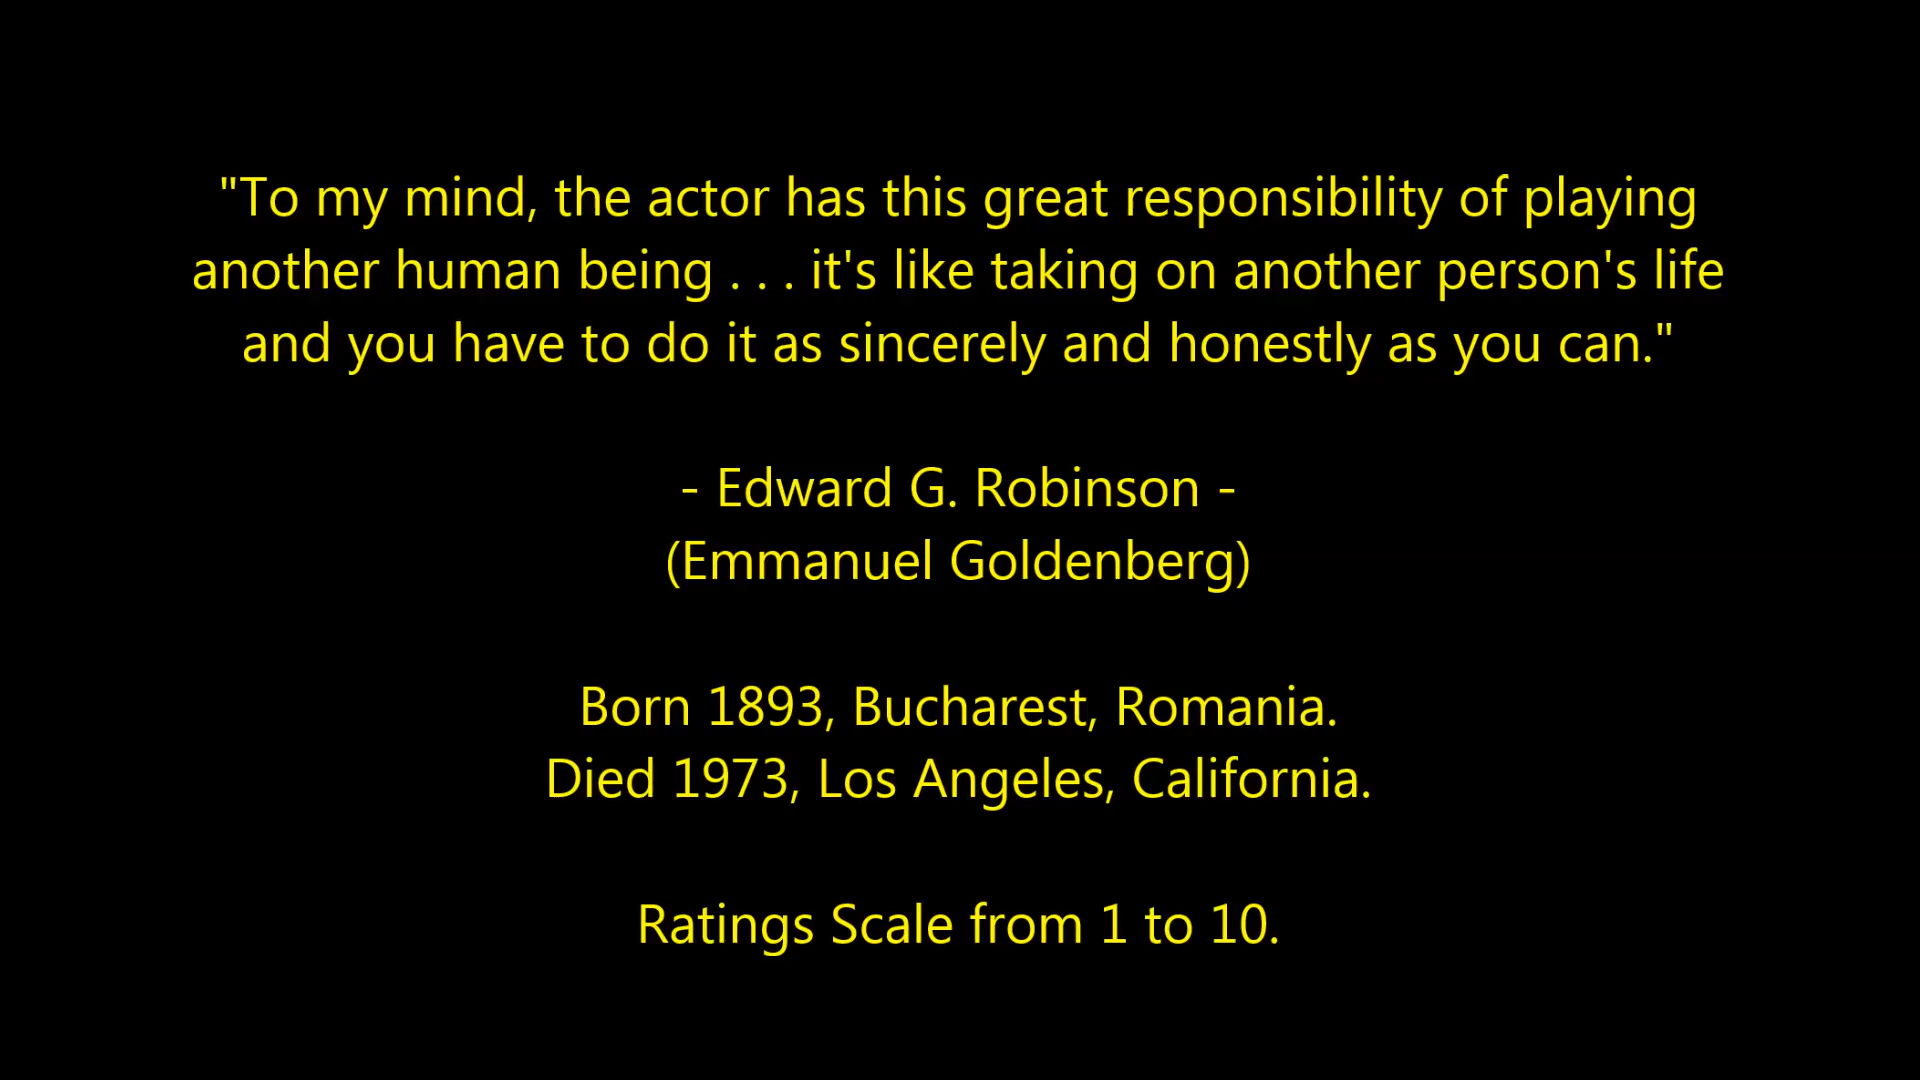 "To my mind, the actor has this great responsibility of playing
another human being . . . it's like taking on another person's life
and you have to do it as sincerely and honestly as you can."
- Edward G. Robinson -
(Emmanuel Goldenberg)
Born 1893, Bucharest, Romania.
Died 1973, Los Angeles, California.
Ratings Scale from 1 to 10.